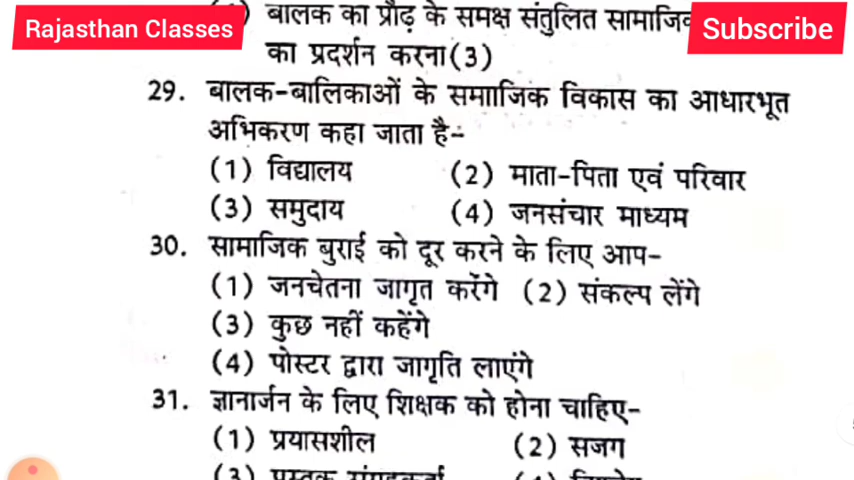 Rajasthan Classes
Subscribe
बालक का प्रौढ़ के समक्ष संतुलित
का प्रदर्शन करना(3)
29. बालक-बालिकाओं के समााजिक विकास का आधारभूत
अभिकरण कहा जाता है-
(1) विद्यालय (2) माता-पिता एवं परिवार
(3) समुदाय (4) जनसंचार माध्यम
30. सामाजिक बुराई को दूर करने के लिए आप-
(1) जनचेतना जागृत करेंगे (2) संकल्प लेंगे
(3) कुछ नहीं कहेंगे
(4) पोस्टर द्वारा जागृति लाएंगे
31. ज्ञानार्जन के लिए शिक्षक को होना चाहिए-
(1) प्रयासशील (2) सजग